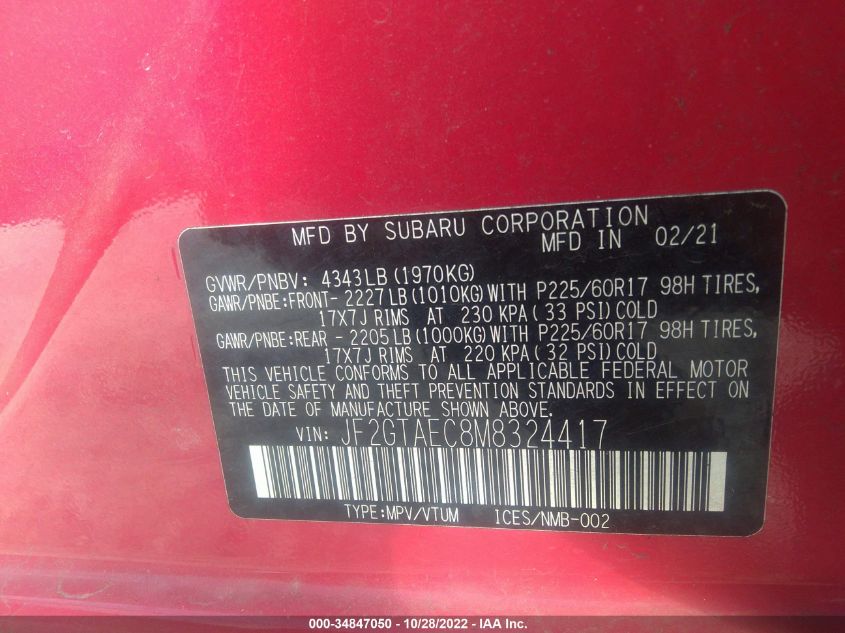 MFD BY SUBARU CORPORATION
MFD IN 02/21
GVWR/PNBV: 4343LB (1970KG)
GAWR/PNBE:FRONT- 2227 LB (1010KG) WITH P225/60R17 98H TIRES,
17X7J RIMS AT 230 KPA ( 33 PSI) COLD
GAWR/PNBE:REAR - 2205 LB (1000KG) WITH P225/60R17 98H TIRES,
17X7J RIMS AT 220 KPA ( 32 PSI) COLD
THIS VEHICLE CONFORMS TO ALL APPLICABLE FEDERAL MOTOR
VEHICLE SAFETY AND THEFT PREVENTION STANDARDS IN EFFECT ON
THE DATE OF MANUFACTURE SHOWN ABOVE.
VIN: JF2GTAEC8M8324417
TYPE:MPV/VTUM ICES/NMB-002
000-34847050 - 10/28/2022 - IAA Inc.